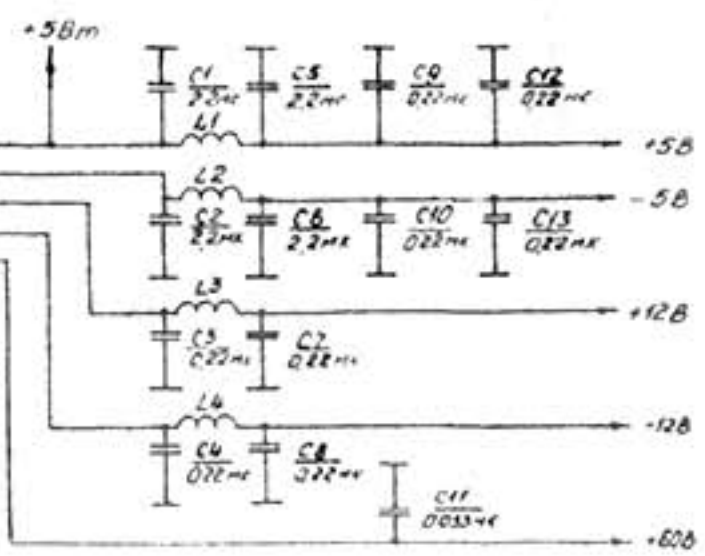 +5Вт
C1
2,2мк
C5
2,2мк
C9
0,22мк
C12
0,22мк
L1
+5В
L2
-5В
C2
2,2мк
C6
2,2мк
C10
0,22мк
C13
0,22мк
L3
+12В
C3
0,22мк
C7
0,22мк
L4
-12В
C4
0,22мк
C8
0,22мк
C11
0,033мк
+60В